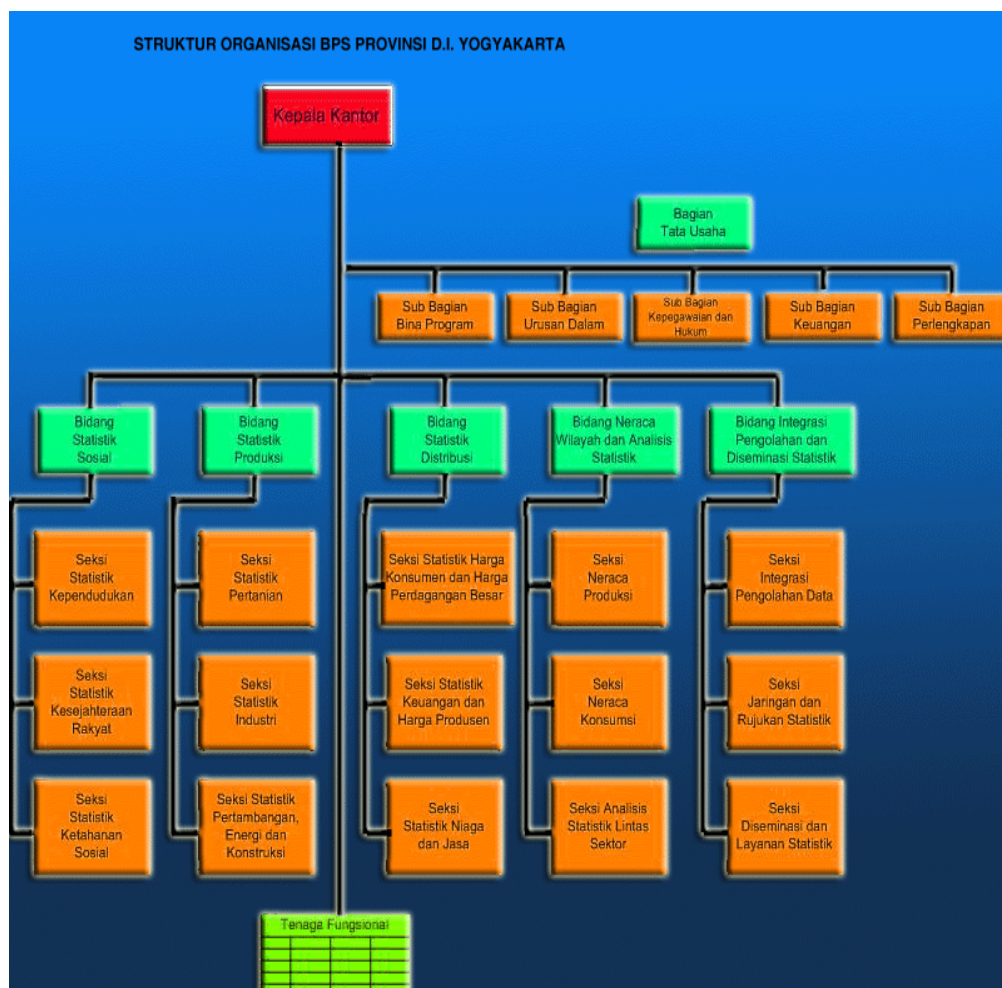 STRUKTUR ORGANISASI BPS PROVINSI D.I. YOGYAKARTA
Kepala Kantor
Bagian
Tata Usaha
Sub Bagian
Bina Program
Sub Bagian
Urusan Dalam
Sub Bagian
Kepegawaian dan
Hukum
Sub Bagian
Keuangan
Sub Bagian
Perlengkapan
Bidang
Statistik
Sosial
Bidang
Statistik
Produksi
Bidang
Statistik
Distribusi
Bidang Neraca
Wilayah dan Analisis
Statistik
Bidang Integrasi
Pengolahan dan
Diseminasi Statistik
Seksi
Statistik
Kependudukan
Seksi
Statistik
Pertanian
Seksi Statistik Harga
Konsumen dan Harga
Perdagangan Besar
Seksi
Neraca
Produksi
Seksi
Integrasi
Pengolahan Data
Seksi
Statistik
Kesejahteraan
Rakyat
Seksi
Statistik
Industri
Seksi Statistik
Keuangan dan
Harga Produsen
Seksi
Neraca
Konsumsi
Seksi
Jaringan dan
Rujukan Statistik
Seksi
Statistik
Ketahanan
Sosial
Seksi Statistik
Pertambangan,
Energi dan
Konstruksi
Seksi
Statistik Niaga
dan Jasa
Seksi Analisis
Statistik Lintas
Sektor
Seksi
Diseminasi dan
Layanan Statistik
Tenaga Fungsional